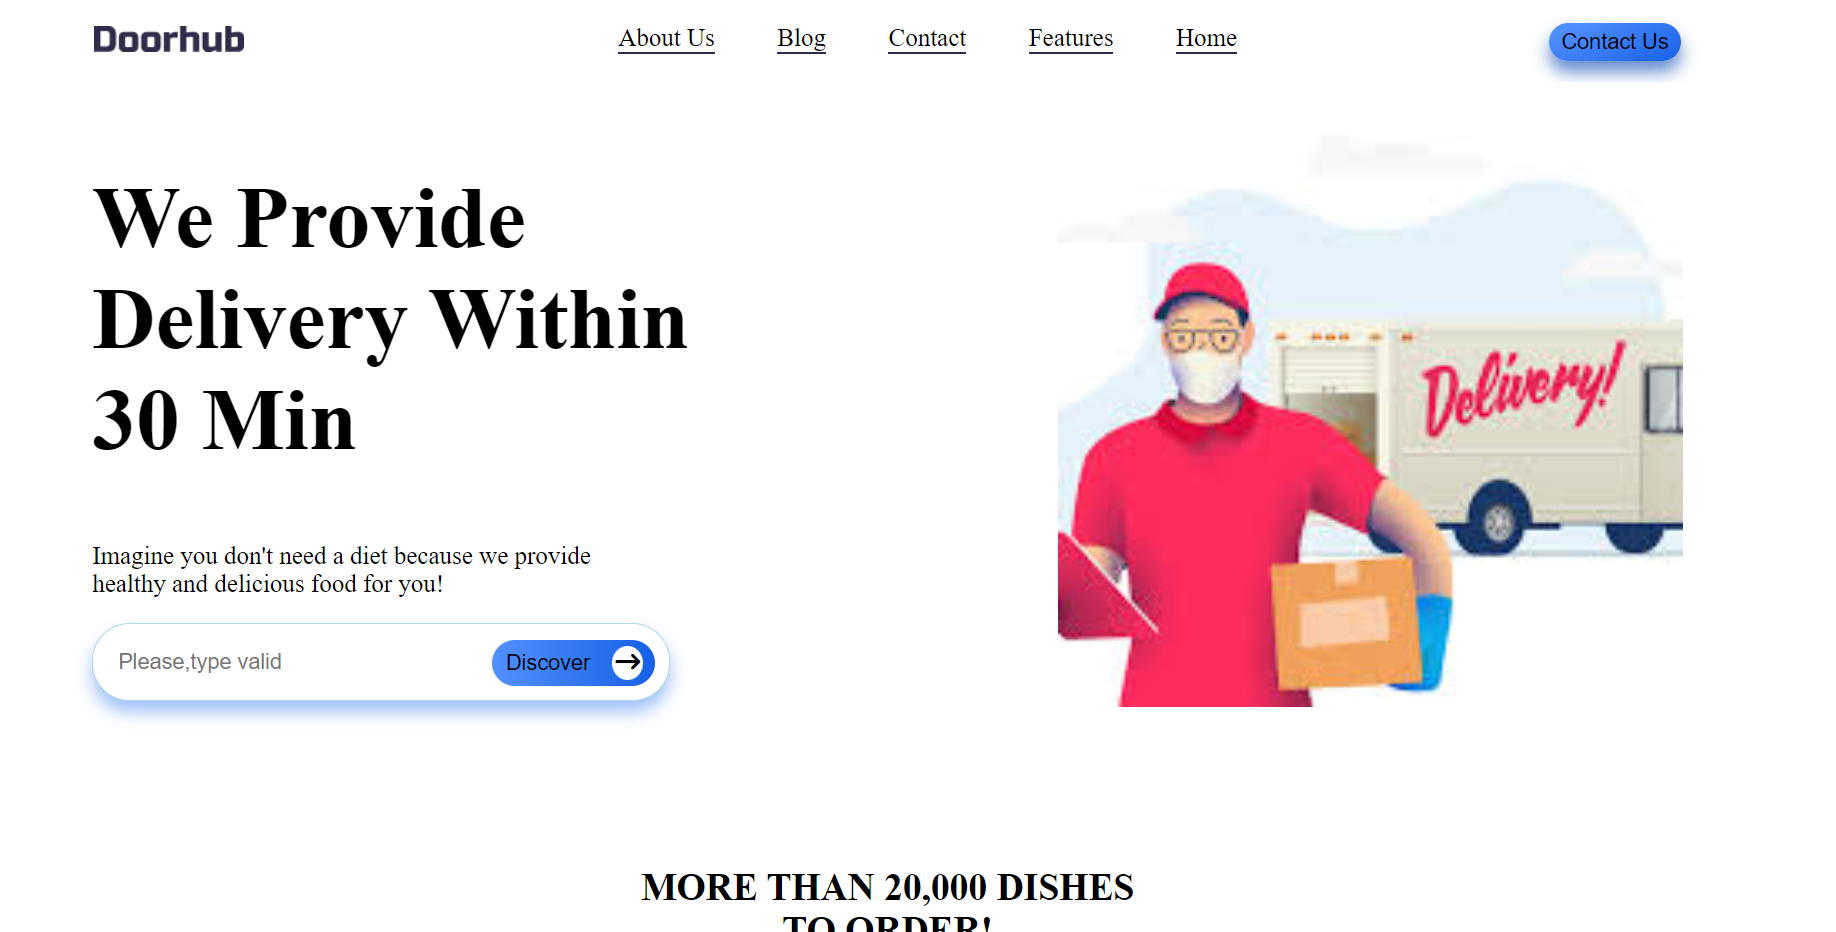 Doorhub
About Us
Blog
Contact
Features
Home
Contact Us
We Provide
Delivery Within
30 Min
Delivery!
Imagine you don't need a diet because we provide
healthy and delicious food for you!
Please,type valid
Discover
MORE THAN 20,000 DISHES
TO ORDER!